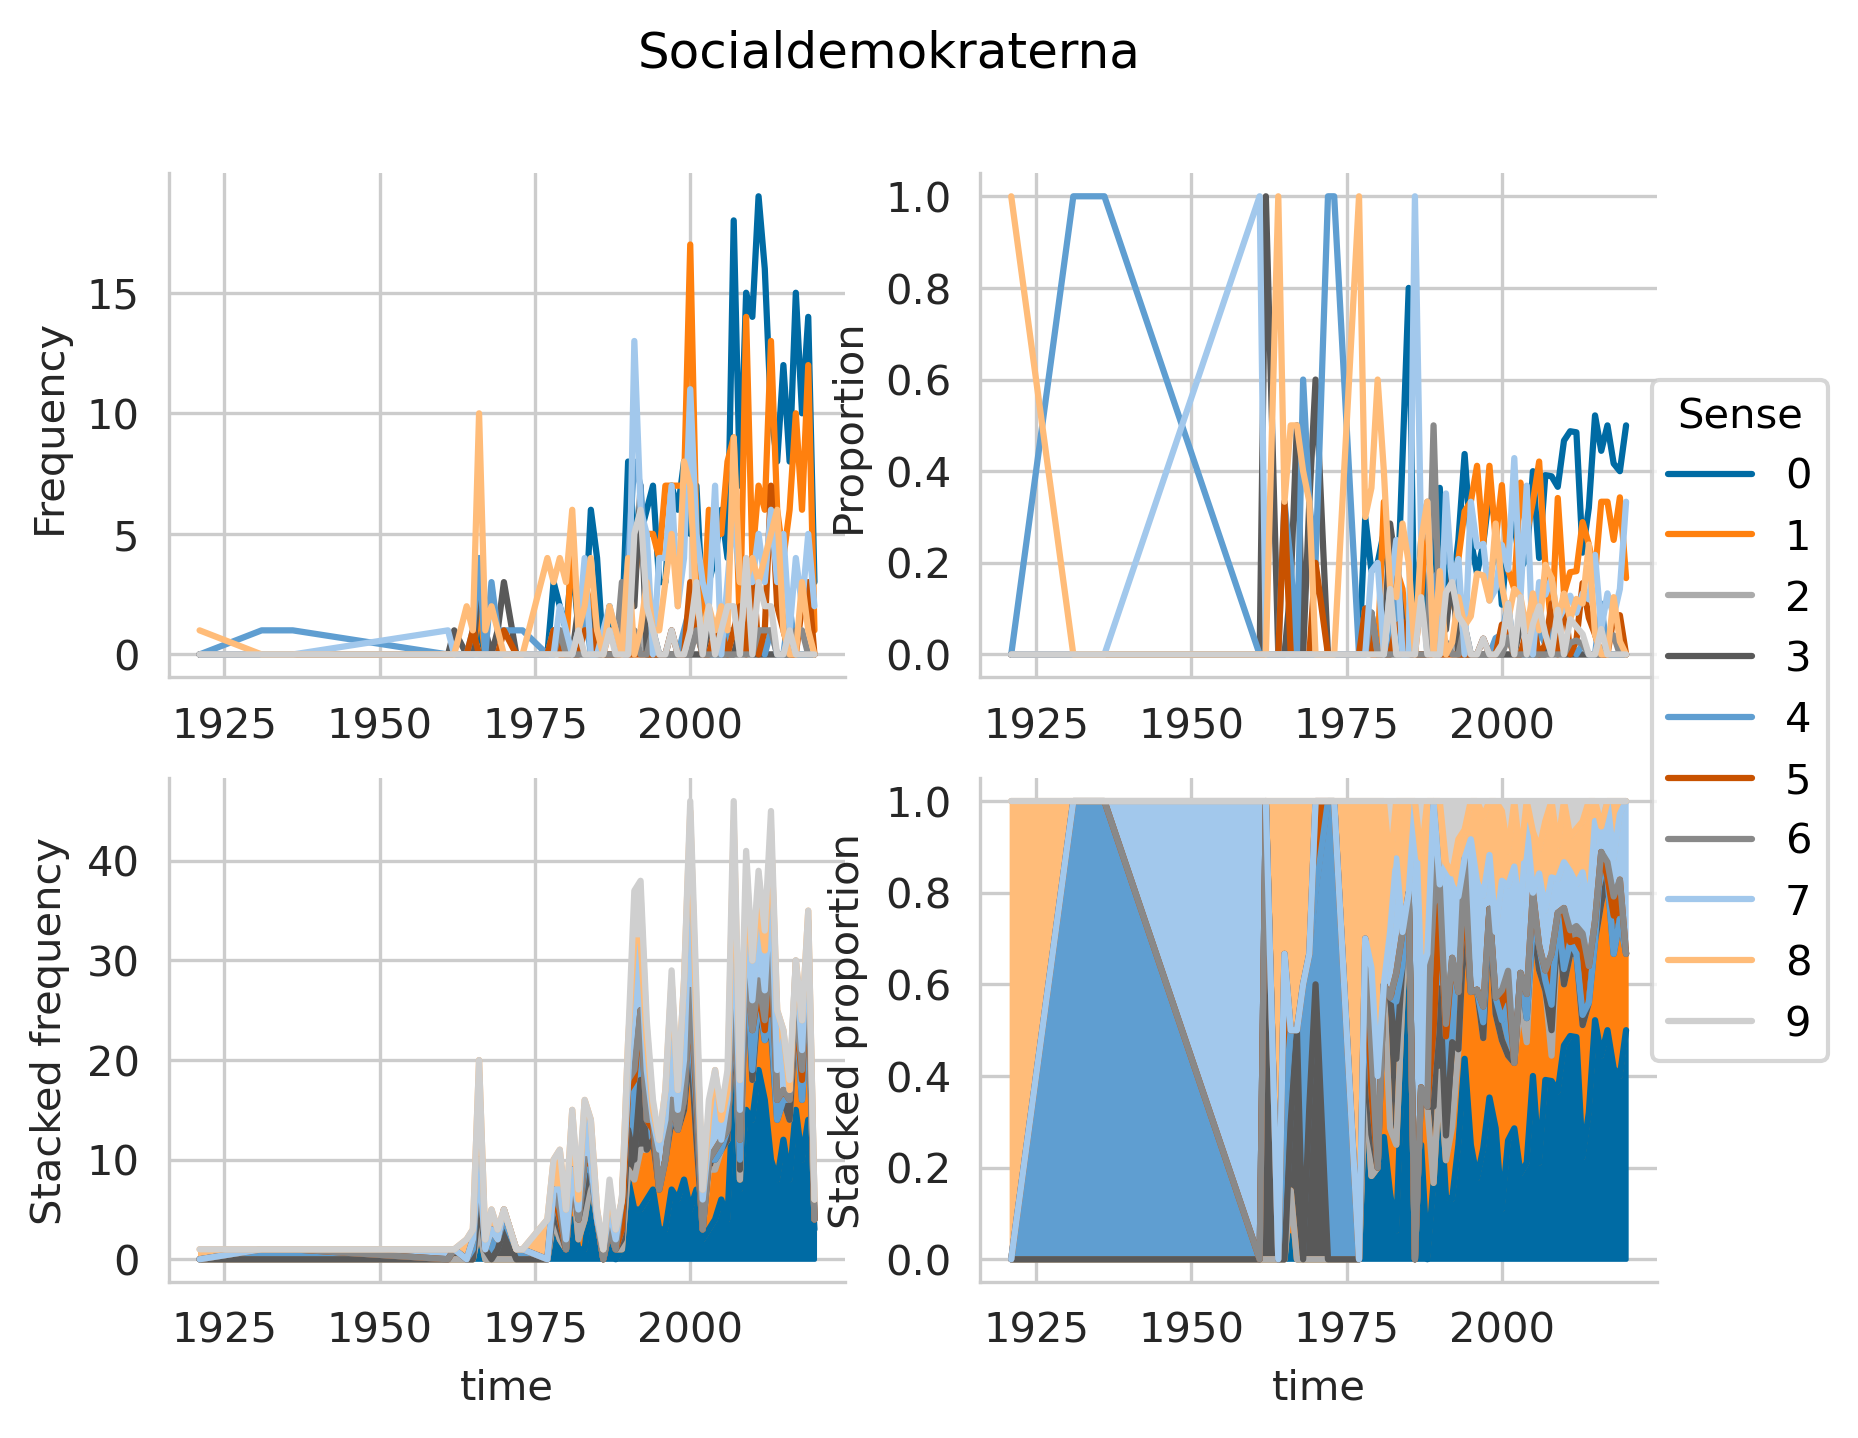 Socialdemokraterna
Frequency
15
10
5
0
1925 1950 1975 2000
Proportion
1.0
0.8
0.6
0.4
0.2
0.0
1925 1950 1975 2000
Stacked frequency
40
30
20
10
0
1925 1950 1975 2000
time
Stacked proportion
1.0
0.8
0.6
0.4
0.2
0.0
1925 1950 1975 2000
time
Sense
0
1
2
3
4
5
6
7
8
9